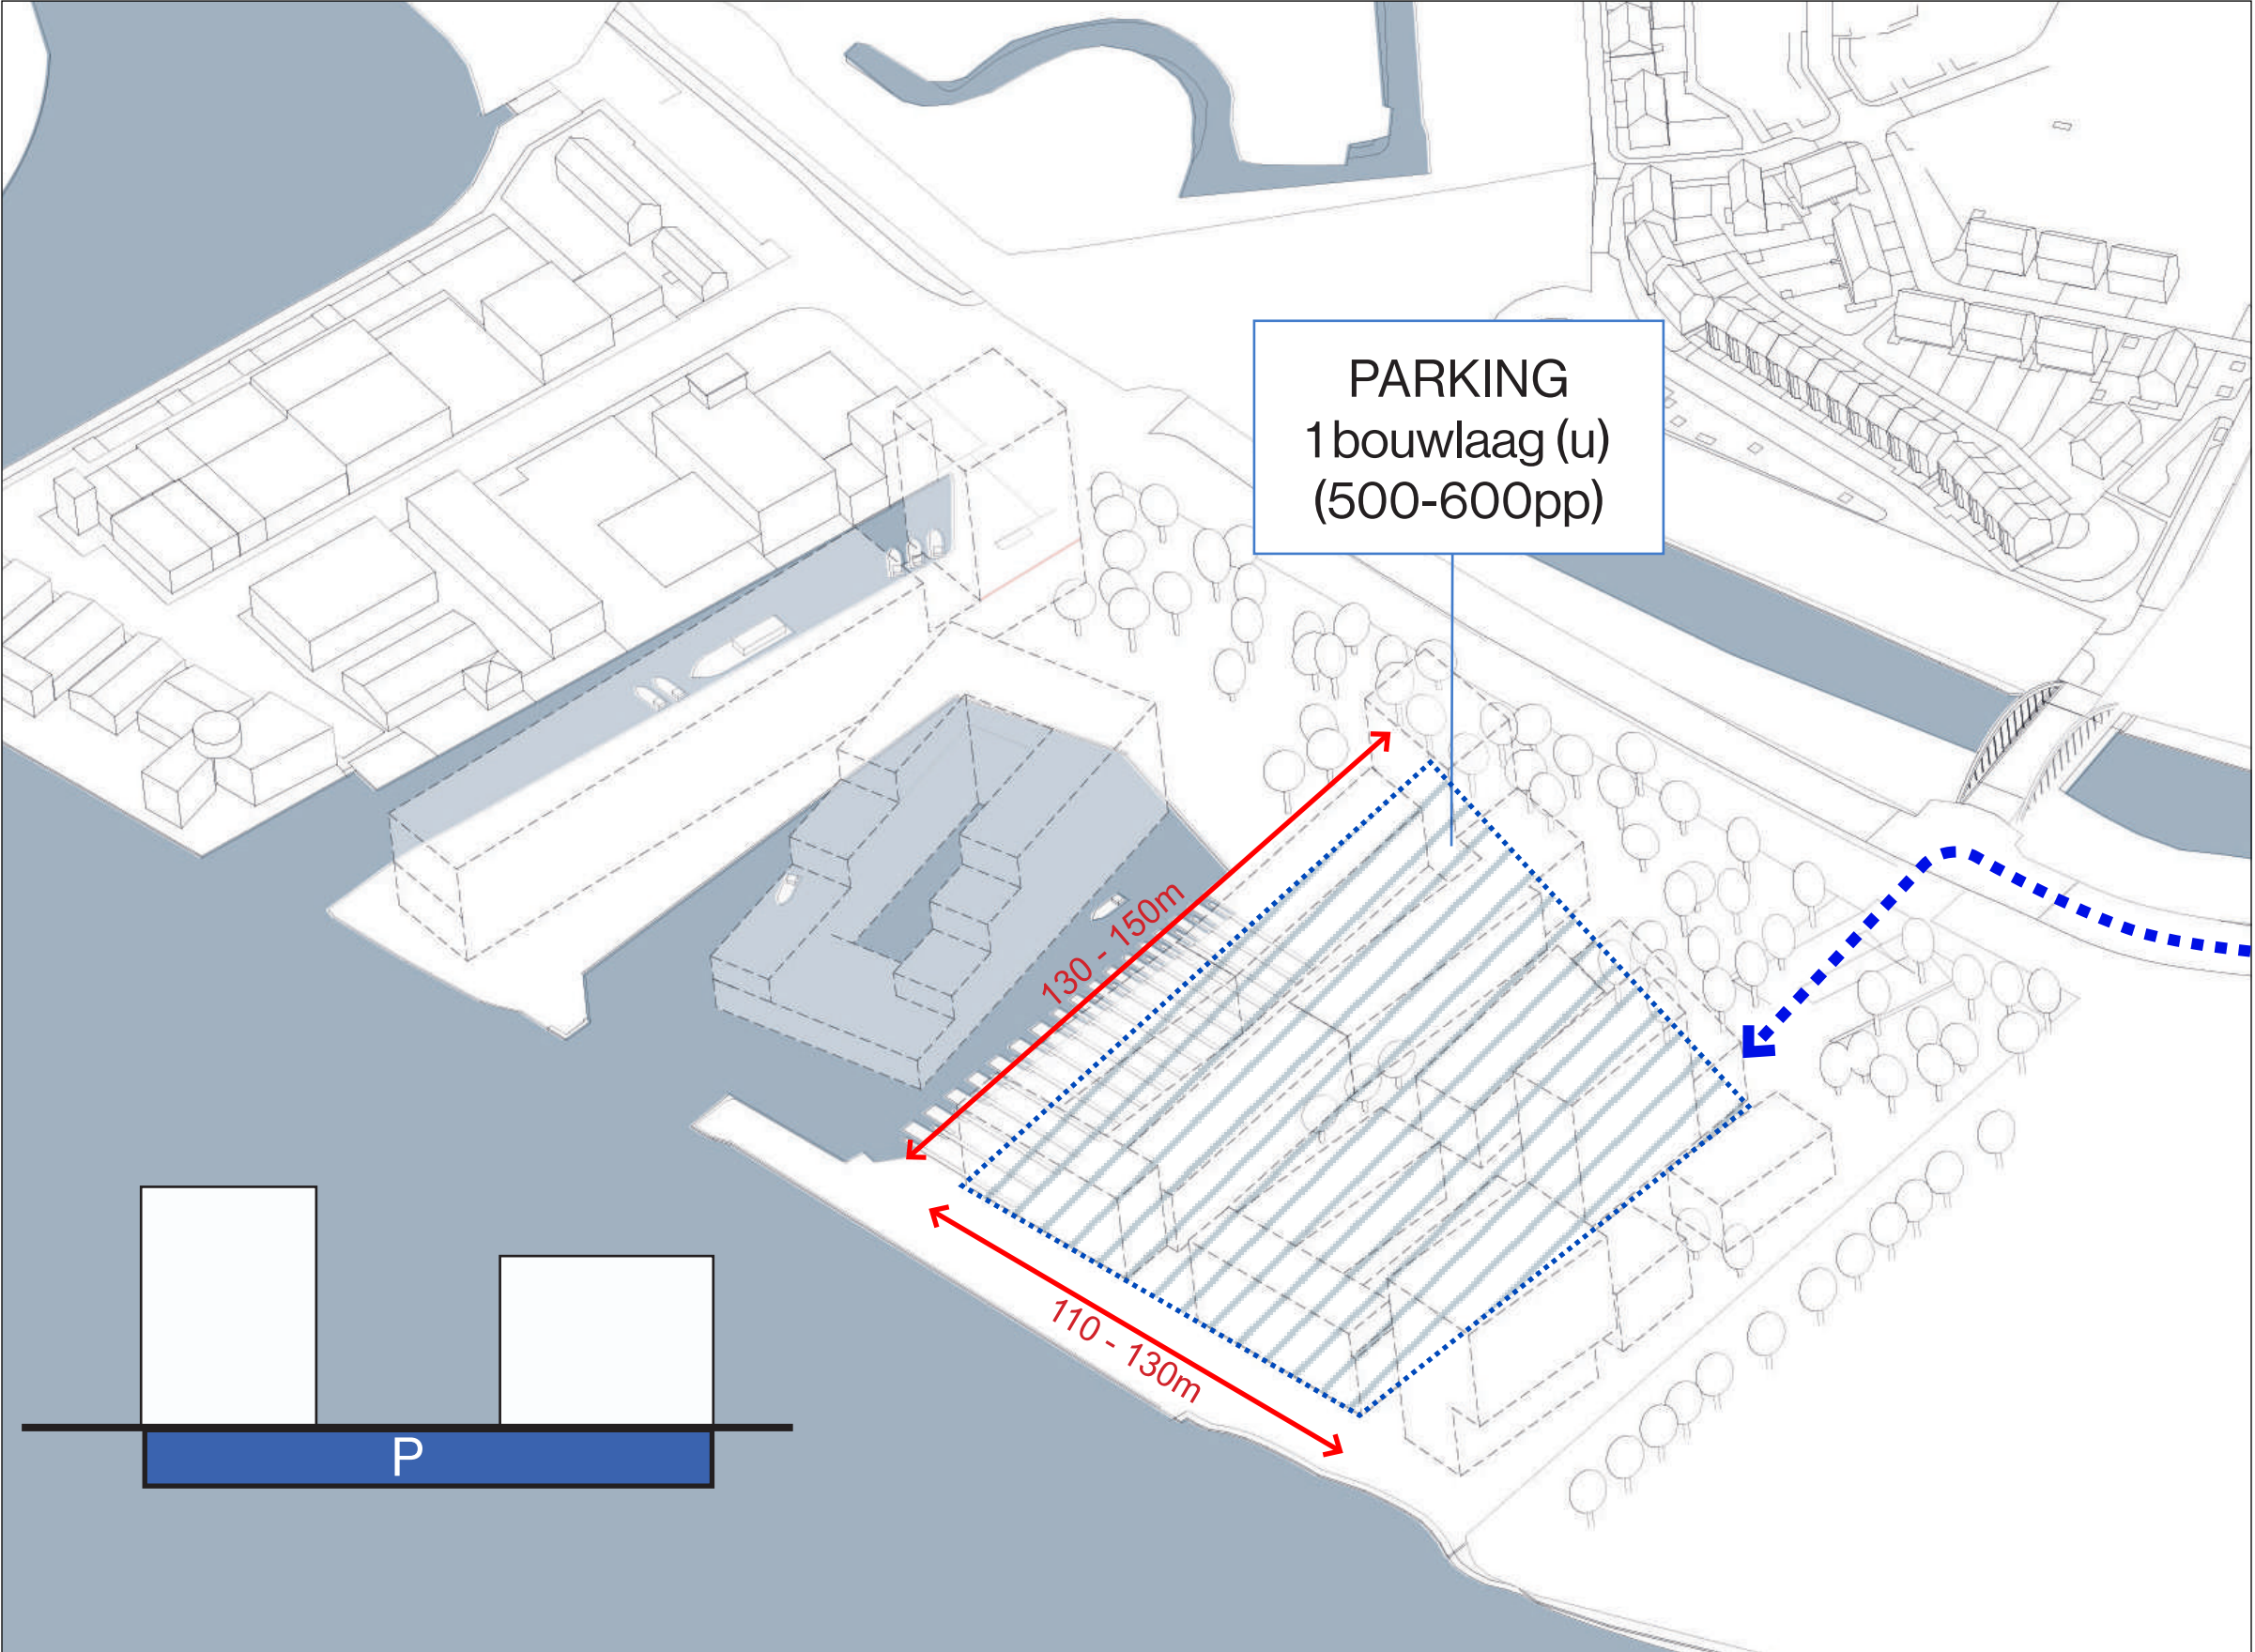 PARKING
1 bouwlaag (u)
(500-600pp)
130 - 150m
110 - 130m
P